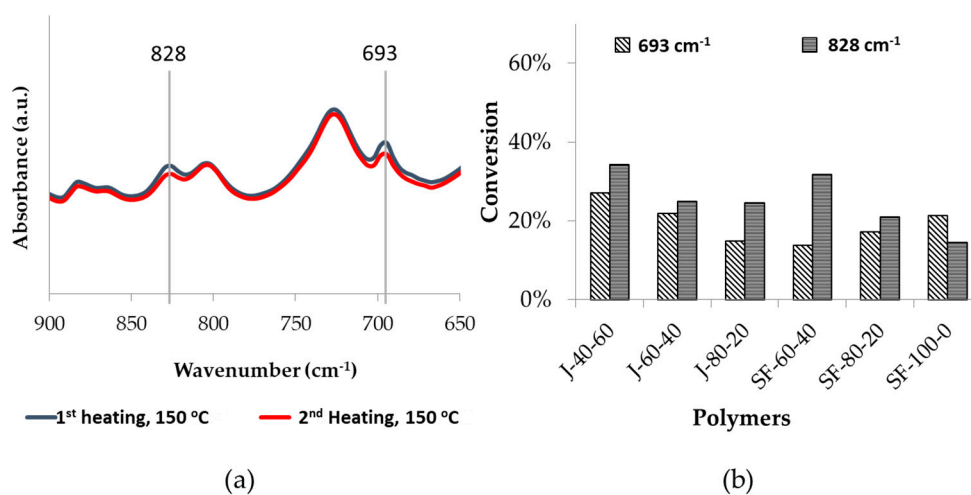 828
693
Absorbance (a.u.)
900
850
800
750
700
650
Wavenumber (cm⁻¹)
1ˢᵗ heating, 150 ᵒC
2ⁿᵈ Heating, 150 ᵒC
(a)
693 cm⁻¹
828 cm⁻¹
60%
40%
20%
0%
Conversion
J-40-60
J-60-40
J-80-20
SF-60-40
SF-80-20
SF-100-0
Polymers
(b)